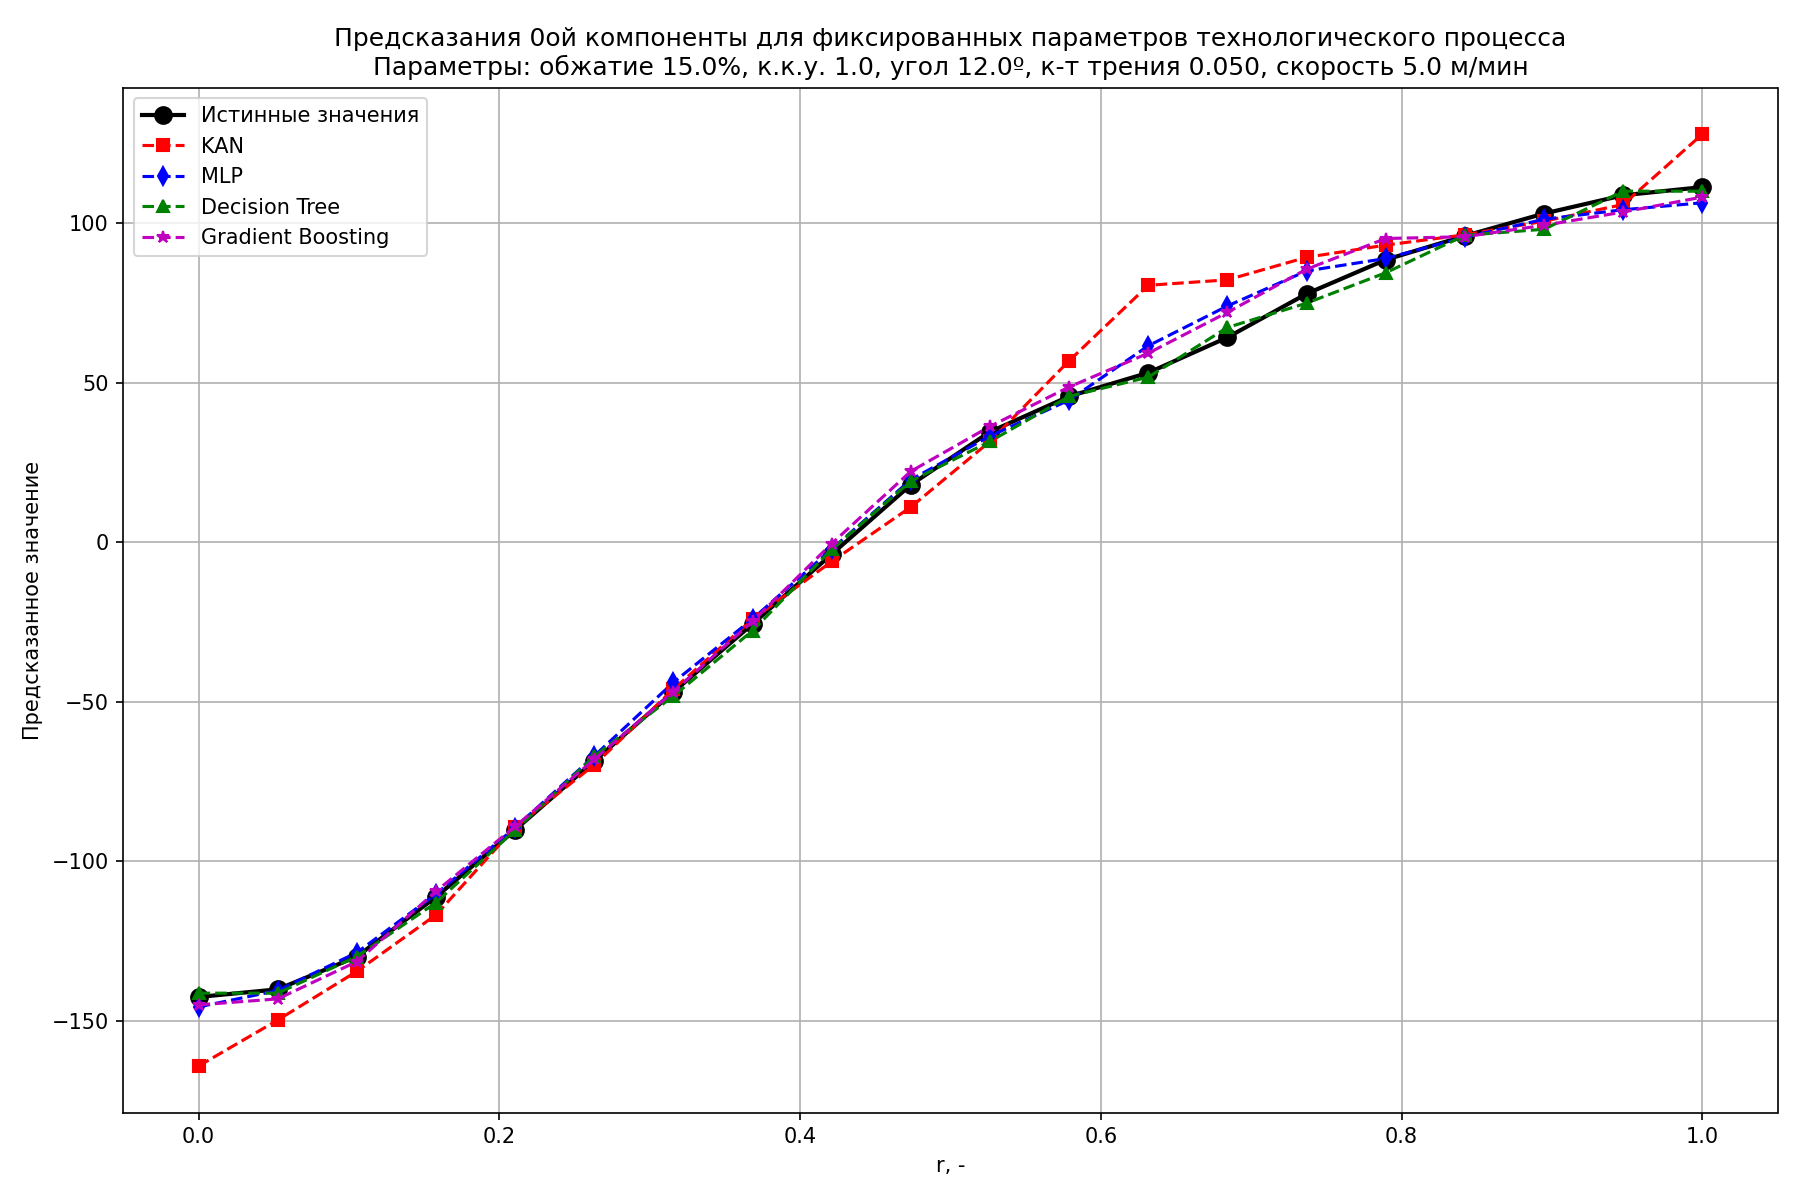 Предсказания 0ой компоненты для фиксированных параметров технологического процесса
Параметры: обжатие 15.0%, к.к.у. 1.0, угол 12.0º, к-т трения 0.050, скорость 5.0 м/мин
Истинные значения
KAN
MLP
Decision Tree
Gradient Boosting
Предсказанное значение
100
50
0
−50
−100
−150
0.0
0.2
0.4
0.6
0.8
1.0
r, -